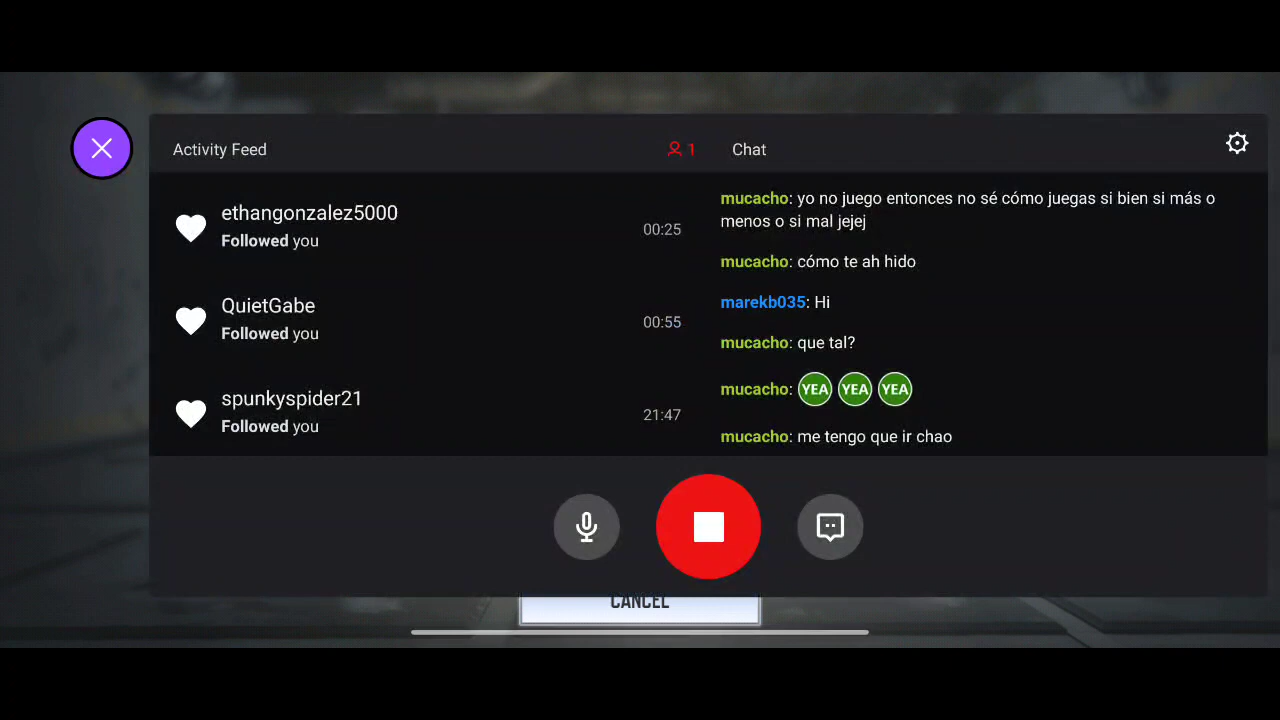 Activity Feed
1
ethangonzalez5000
Followed you
00:25
QuietGabe
Followed you
00:55
spunkyspider21
Followed you
21:47
Chat
mucacho: yo no juego entonces no sé cómo juegas si bien si más o
menos o si mal jejej
mucacho: cómo te ah hido
marekb035: Hi
mucacho: que tal?
mucacho: YEA YEA YEA
mucacho: me tengo que ir chao
CANCEL